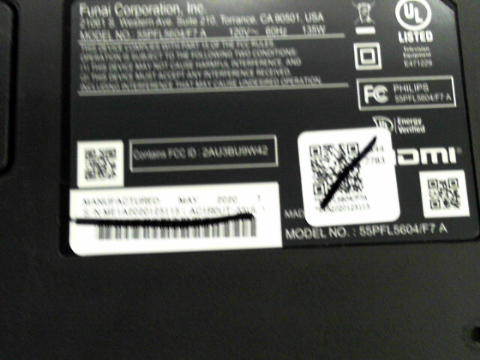 Funai Corporation, Inc.
21061 S. Western Ave. Suite 210, Torrance, CA 90501, USA
MODEL NO.: 55PFL5604/F7 A 120V~ 60Hz 135W
THIS DEVICE COMPLIES WITH PART 15 OF THE FCC RULES.
OPERATION IS SUBJECT TO THE FOLLOWING TWO CONDITIONS:
(1) THIS DEVICE MAY NOT CAUSE HARMFUL INTERFERENCE, AND
(2) THIS DEVICE MUST ACCEPT ANY INTERFERENCE RECEIVED,
INCLUDING INTERFERENCE THAT MAY CAUSE UNDESIRED OPERATION.
UL
LISTED
Television
Equipment
E471229
FC PHILIPS
55PFL5604/F7 A
Energy
Verified
Contains FCC ID : 2AU3BU9W42
HDMI
MANUFACTURED: MAY 2020
MADE
MODEL NO. : 55PFL5604/F7 A